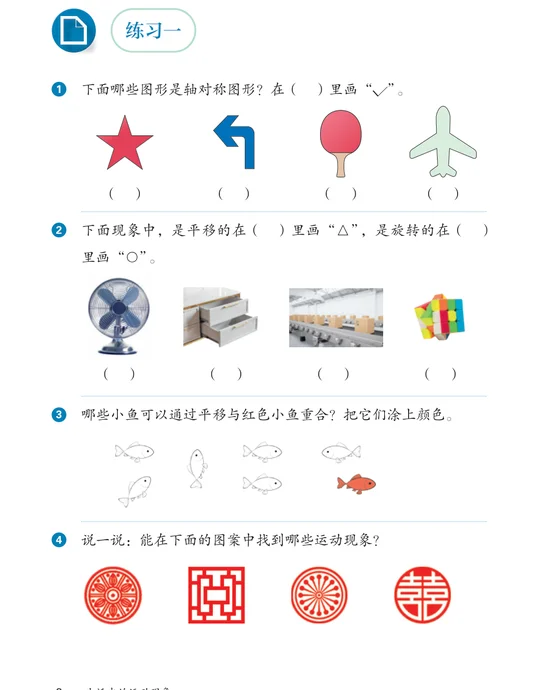 练习一
1 下面哪些图形是轴对称图形？在（ ）里画“✓”。
（ ） （ ） （ ） （ ）
2 下面现象中，是平移的在（ ）里画“△”，是旋转的在（ ）
里画“○”。
（ ） （ ） （ ） （ ）
3 哪些小鱼可以通过平移与红色小鱼重合？把它们涂上颜色。
4 说一说：能在下面的图案中找到哪些运动现象？
囍